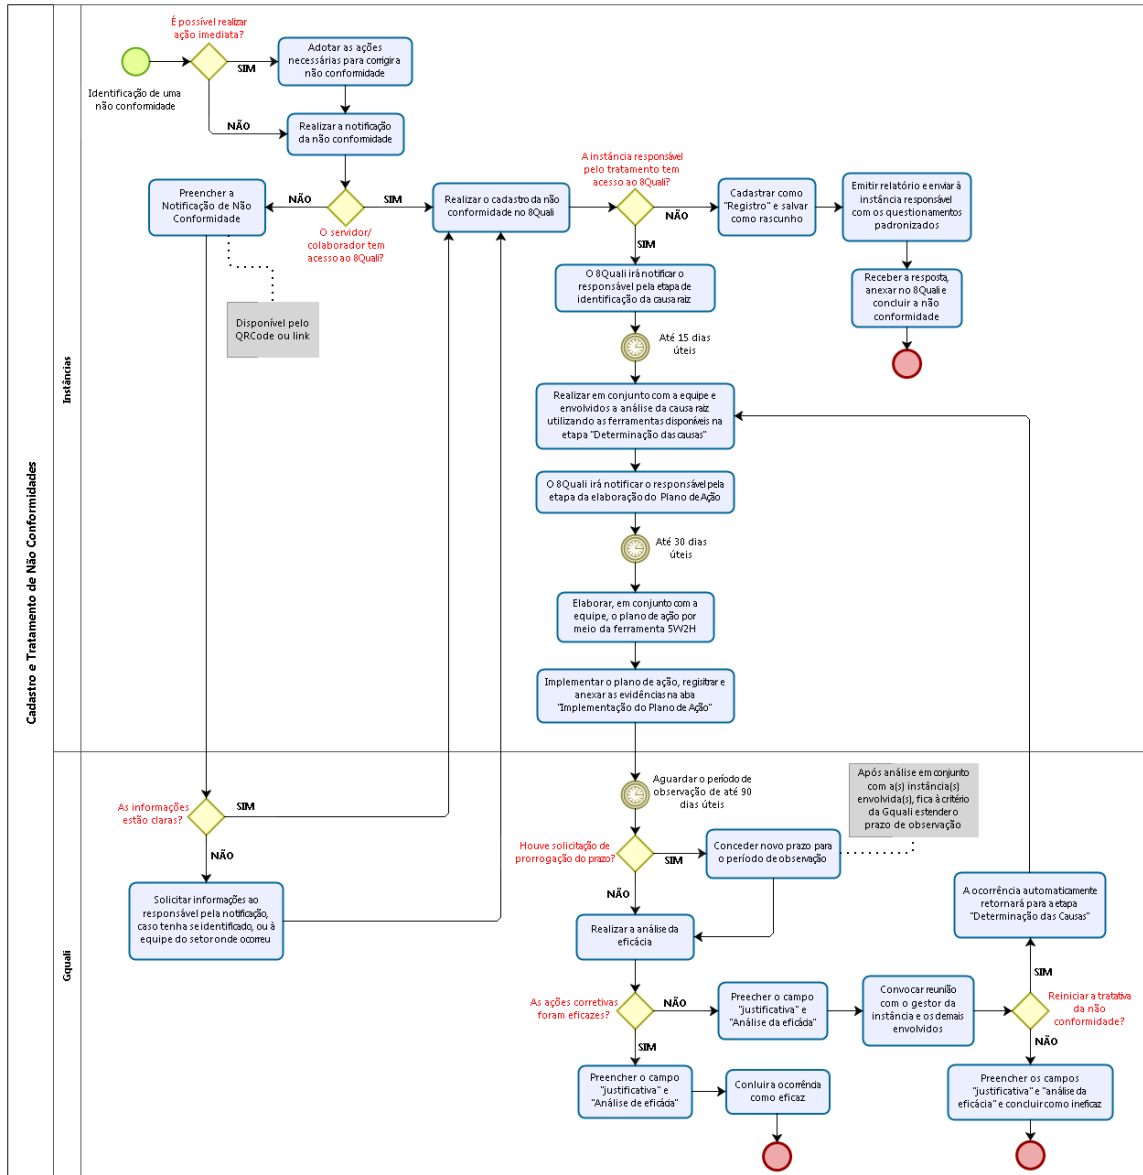 Cadastro e Tratamento de Não Conformidades
Instâncias
É possível realizar
ação imediata?
Identificação de uma
não conformidade
SIM
NÃO
Adotar as ações
necessárias para corrigir a
não conformidade
Realizar a notificação
da não conformidade
NÃO
SIM
O servidor/
colaborador tem
acesso ao 8Quali?
Preencher a
Notificação de Não
Conformidade
Disponível pelo
QRCode ou link
Realizar o cadastro da não
conformidade no 8Quali
A instância responsável
pelo tratamento tem
acesso ao 8Quali?
NÃO
SIM
Cadastrar como
"Registro" e salvar
como rascunho
Emitir relatório e enviar à
instância responsável
com os questionamentos
padronizados
Receber a resposta,
anexar no 8Quali e
concluir a não
conformidade
O 8Quali irá notificar o
responsável pela etapa de
identificação da causa raiz
Até 15 dias
úteis
Realizar em conjunto com a equipe e
envolvidos a análise da causa raiz
utilizando as ferramentas disponíveis na
etapa "Determinação das causas"
O 8Quali irá notificar o responsável pela
etapa da elaboração do Plano de Ação
Até 30 dias
úteis
Elaborar, em conjunto com a
equipe, o plano de ação por
meio da ferramenta 5W2H
Implementar o plano de ação, regisitrar e
anexar as evidências na aba
"Implementação do Plano de Ação"
Gquali
As informações
estão claras?
SIM
NÃO
Solicitar informações ao
responsável pela notificação,
caso tenha se identificado, ou à
equipe do setor onde ocorreu
Aguardar o período de
observação de até 90
dias úteis
Após análise em conjunto
com a(s) instância(s)
envolvida(s), fica à critério
da Gquali estender o
prazo de observação
Houve solicitação de
prorrogação do prazo?
SIM
NÃO
Conceder novo prazo para
o período de observação
Realizar a análise da
eficácia
As ações corretivas
foram eficazes?
NÃO
SIM
Preecher o campo
"justificativa" e
"Análise da eficácia"
Convocar reunião
com o gestor da
instância e os demais
envolvidos
Reiniciar a tratativa
da não
conformidade?
SIM
NÃO
A ocorrência automaticamente
retornará para a etapa
"Determinação das Causas"
Preencher o campo
"justificativa" e
"Análise de eficácia"
Conluir a ocorrência
como eficaz
Preencher os campos
"justificativa" e "análise da
eficácia" e concluir como ineficaz